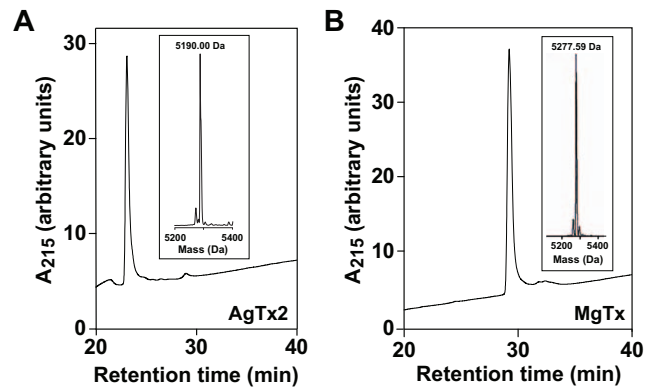 A
B
A215 (arbitrary units)
30
20
10
0
20
30
40
Retention time (min)
AgTx2
5190.00 Da
5200
5400
Mass (Da)
A215 (arbitrary units)
40
30
20
10
0
20
30
40
Retention time (min)
MgTx
5277.59 Da
5200
5400
Mass (Da)